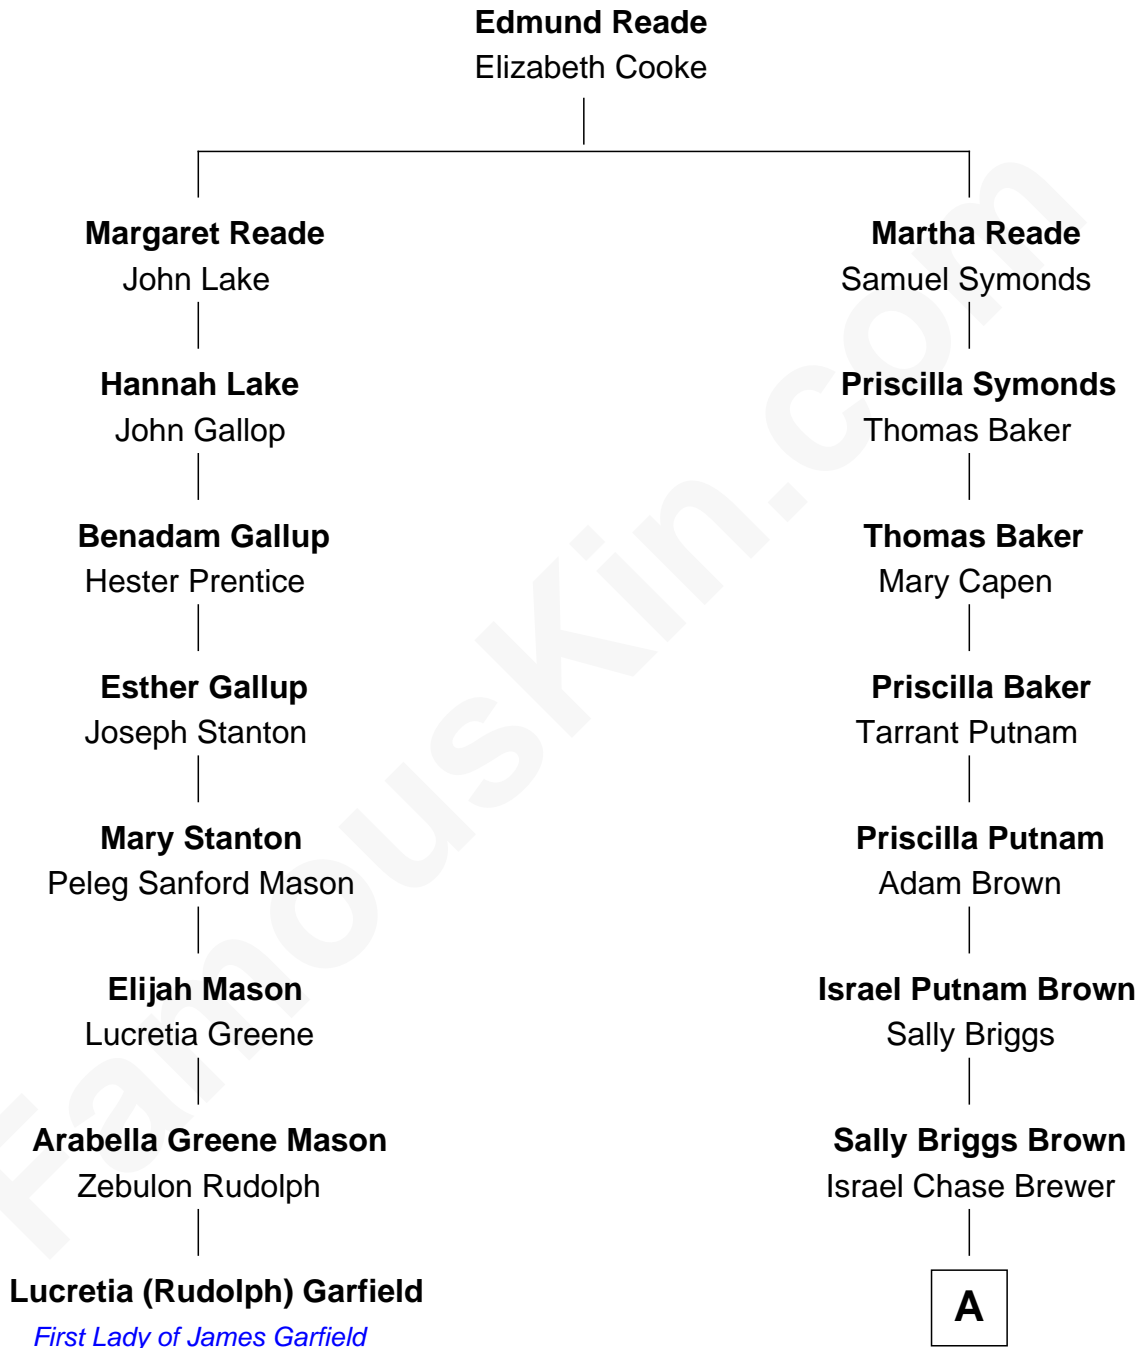 Edmund Reade
Elizabeth Cooke
Margaret Reade
John Lake
Martha Reade
Samuel Symonds
Hannah Lake
John Gallop
Priscilla Symonds
Thomas Baker
Benadam Gallup
Hester Prentice
Thomas Baker
Mary Capen
Esther Gallup
Joseph Stanton
Priscilla Baker
Tarrant Putnam
Mary Stanton
Peleg Sanford Mason
Priscilla Putnam
Adam Brown
Elijah Mason
Lucretia Greene
Israel Putnam Brown
Sally Briggs
Arabella Greene Mason
Zebulon Rudolph
Sally Briggs Brown
Israel Chase Brewer
Lucretia (Rudolph) Garfield
First Lady of James Garfield
A
FamousKin.com